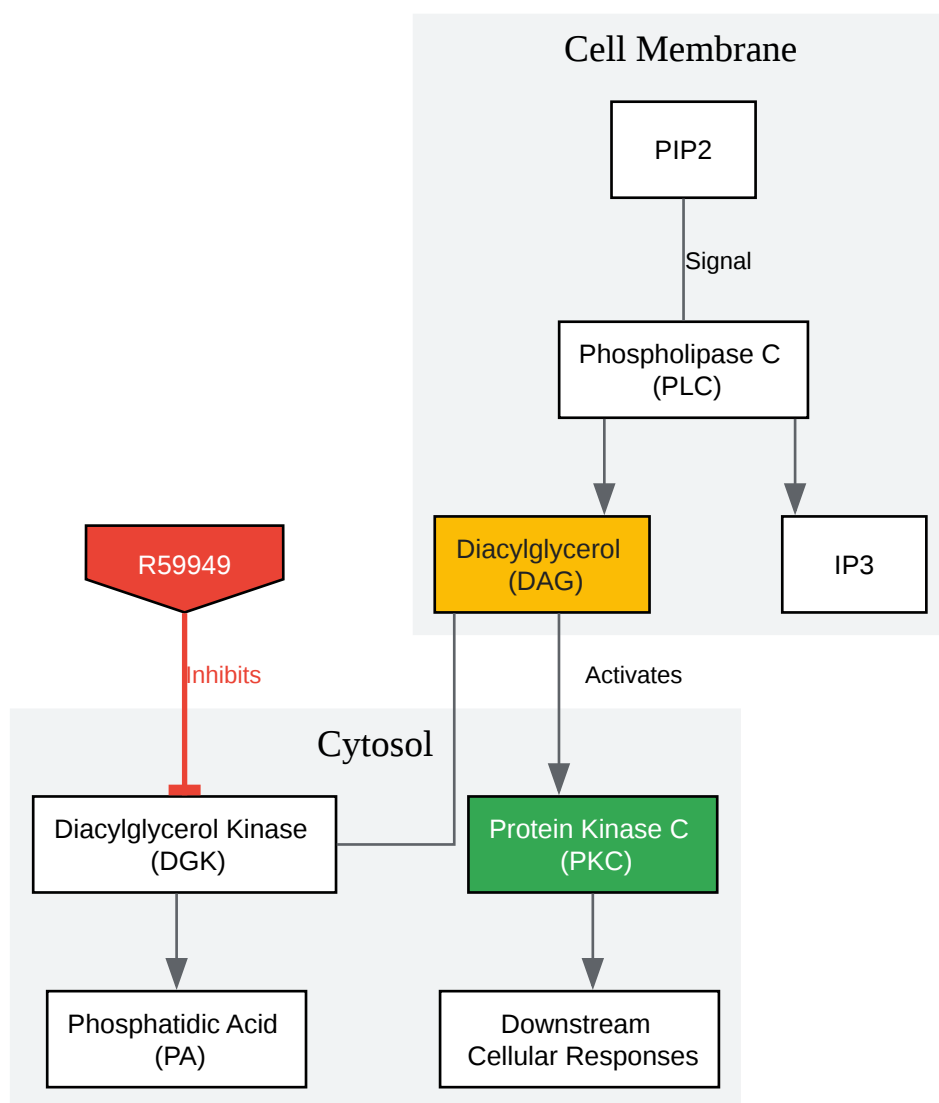 Cell Membrane
PIP2
Signal
Phospholipase C
(PLC)
Diacylglycerol
(DAG)
IP3
R59949
Inhibits
Activates
Cytosol
Diacylglycerol Kinase
(DGK)
Protein Kinase C
(PKC)
Phosphatidic Acid
(PA)
Downstream
Cellular Responses